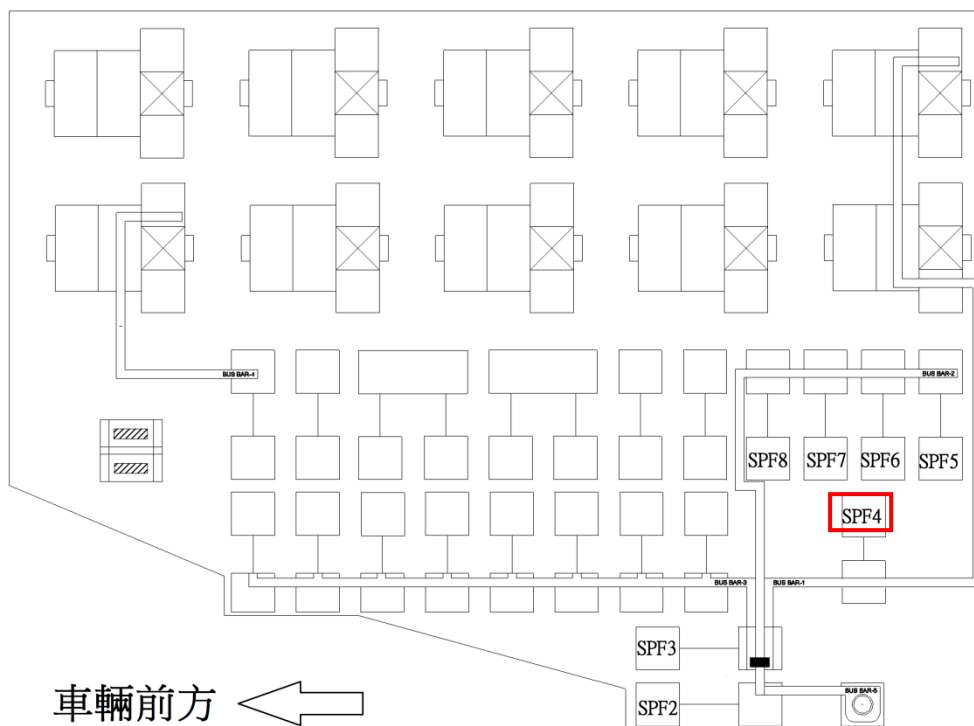 BUS BAR-4
BUS BAR-2
SPF8
SPF7
SPF6
SPF5
SPF4
BUS BAR-3
BUS BAR-1
SPF3
SPF2
BUS BAR-5
車輛前方